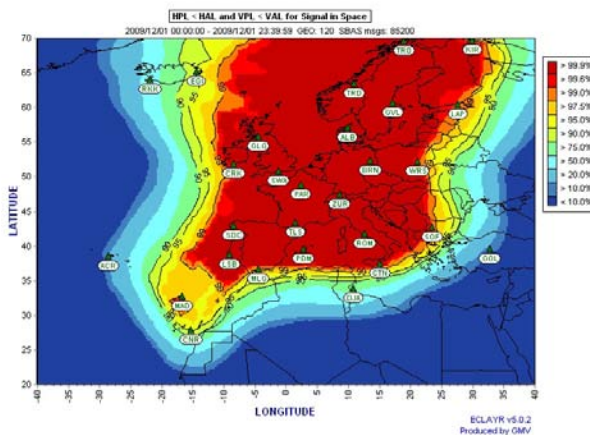 HPL < HAL and VPL < VAL for Signal in Space
2009/12/01 00:00:00 - 2009/12/01 23:39:59 GEO: 120 SBAS msgs: 85200
LATITUDE
70
65
60
55
50
45
40
35
30
25
20
TRO
KIR
RKK
EGI
TRD
GVL
LAP
ALB
GLG
CRK
SWA
BRN
WRS
PAR
ZUR
SDC
TLS
ROM
SOF
ACR
LSB
PDM
CTN
GOL
MLG
DJA
MAD
CNR
-40
-35
-30
-25
-20
-15
-10
-5
0
5
10
15
20
25
30
35
40
LONGITUDE
> 99.9%
> 99.6%
> 99.0%
> 97.5%
> 95.0%
> 90.0%
> 75.0%
> 50.0%
> 20.0%
> 10.0%
< 10.0%
ECLAYR v5.0.2
Produced by GMV